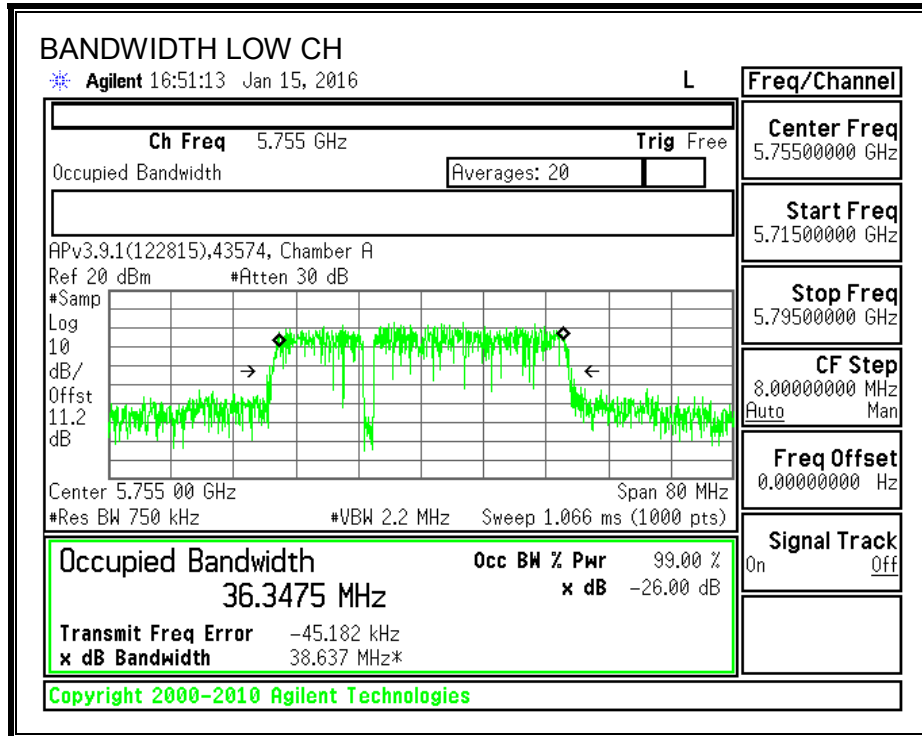 BANDWIDTH LOW CH
Agilent 16:51:13 Jan 15, 2016 L
Freq/Channel
Ch Freq 5.755 GHz Trig Free
Occupied Bandwidth Averages: 20
APv3.9.1(122815),43574, Chamber A
Ref 20 dBm #Atten 30 dB
#Samp
Log
10
dB/
Offst
11.2
dB
Center 5.755 00 GHz Span 80 MHz
#Res BW 750 kHz #VBW 2.2 MHz Sweep 1.066 ms (1000 pts)
Occupied Bandwidth Occ BW % Pwr 99.00 %
36.3475 MHz x dB -26.00 dB
Transmit Freq Error -45.182 kHz
x dB Bandwidth 38.637 MHz*
Center Freq
5.75500000 GHz
Start Freq
5.71500000 GHz
Stop Freq
5.79500000 GHz
CF Step
8.00000000 MHz
Auto Man
Freq Offset
0.00000000 Hz
Signal Track
On Off
Copyright 2000-2010 Agilent Technologies